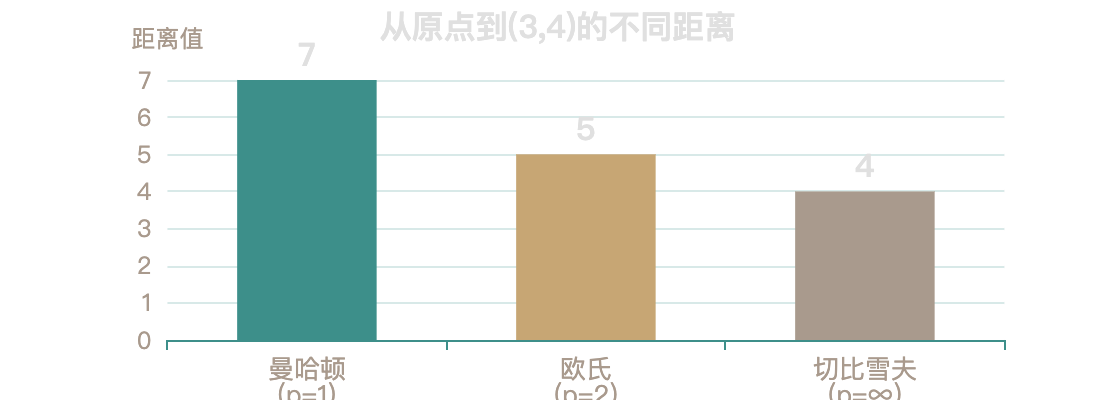 从原点到(3,4)的不同距离
距离值
7
5
4
7
6
5
4
3
2
1
0
曼哈顿
(p=1)
欧氏
(p=2)
切比雪夫
(p=∞)